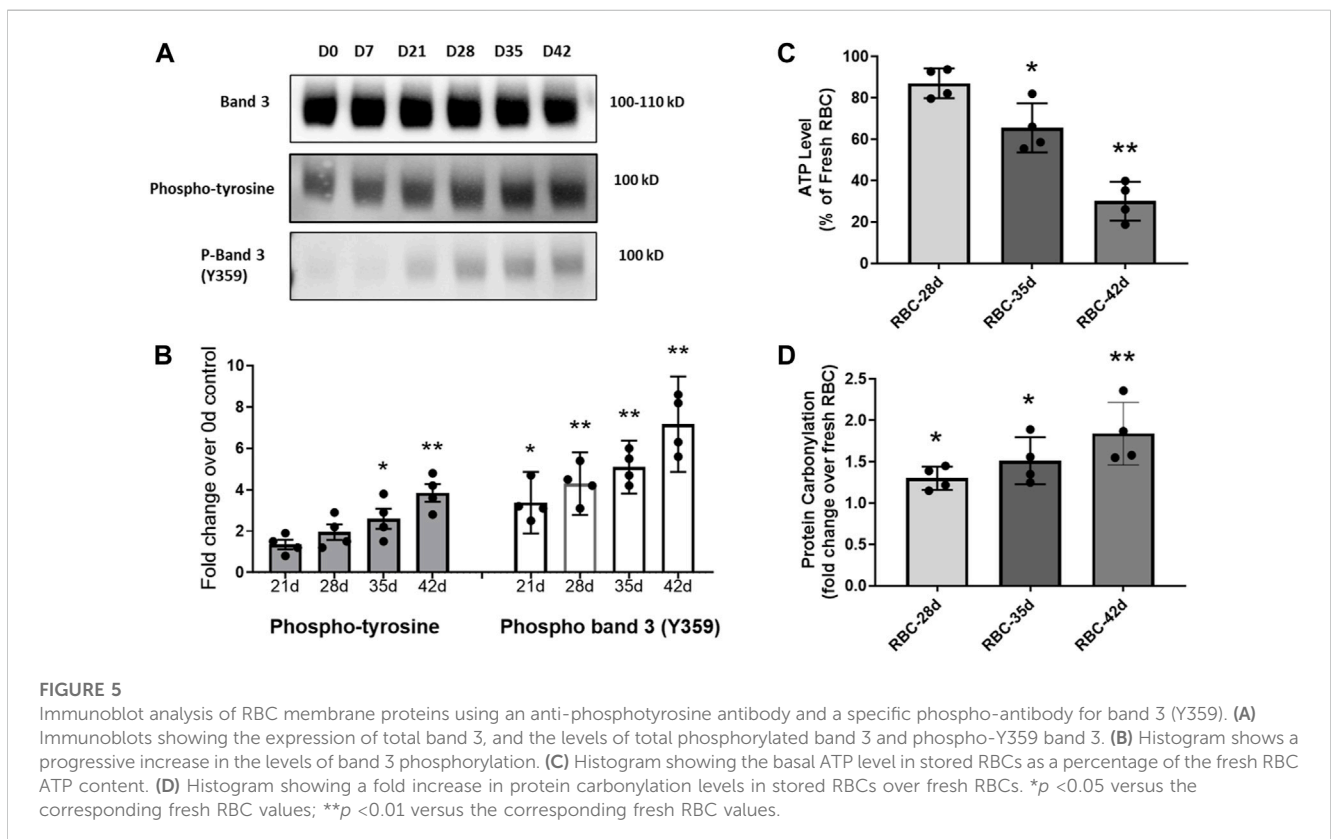 A
D0 D7 D21 D28 D35 D42
Band 3
100-110 kD
Phospho-tyrosine
100 kD
P-Band 3
(Y359)
100 kD
B
Fold change over 0d control
10
8
6
4
2
0
* ** * ** ** **
21d 28d 35d 42d 21d 28d 35d 42d
Phospho-tyrosine Phospho band 3 (Y359)
C
ATP Level
(% of Fresh RBC)
100
80
60
40
20
0
* **
RBC-28d RBC-35d RBC-42d
D
Protein Carbonylation
(fold change over fresh RBC)
2.5
2.0
1.5
1.0
0.5
0.0
* * **
RBC-28d RBC-35d RBC-42d
FIGURE 5
Immunoblot analysis of RBC membrane proteins using an anti-phosphotyrosine antibody and a specific phospho-antibody for band 3 (Y359). (A)
Immunoblots showing the expression of total band 3, and the levels of total phosphorylated band 3 and phospho-Y359 band 3. (B) Histogram shows a
progressive increase in the levels of band 3 phosphorylation. (C) Histogram showing the basal ATP level in stored RBCs as a percentage of the fresh RBC
ATP content. (D) Histogram showing a fold increase in protein carbonylation levels in stored RBCs over fresh RBCs. *p <0.05 versus the
corresponding fresh RBC values; **p <0.01 versus the corresponding fresh RBC values.